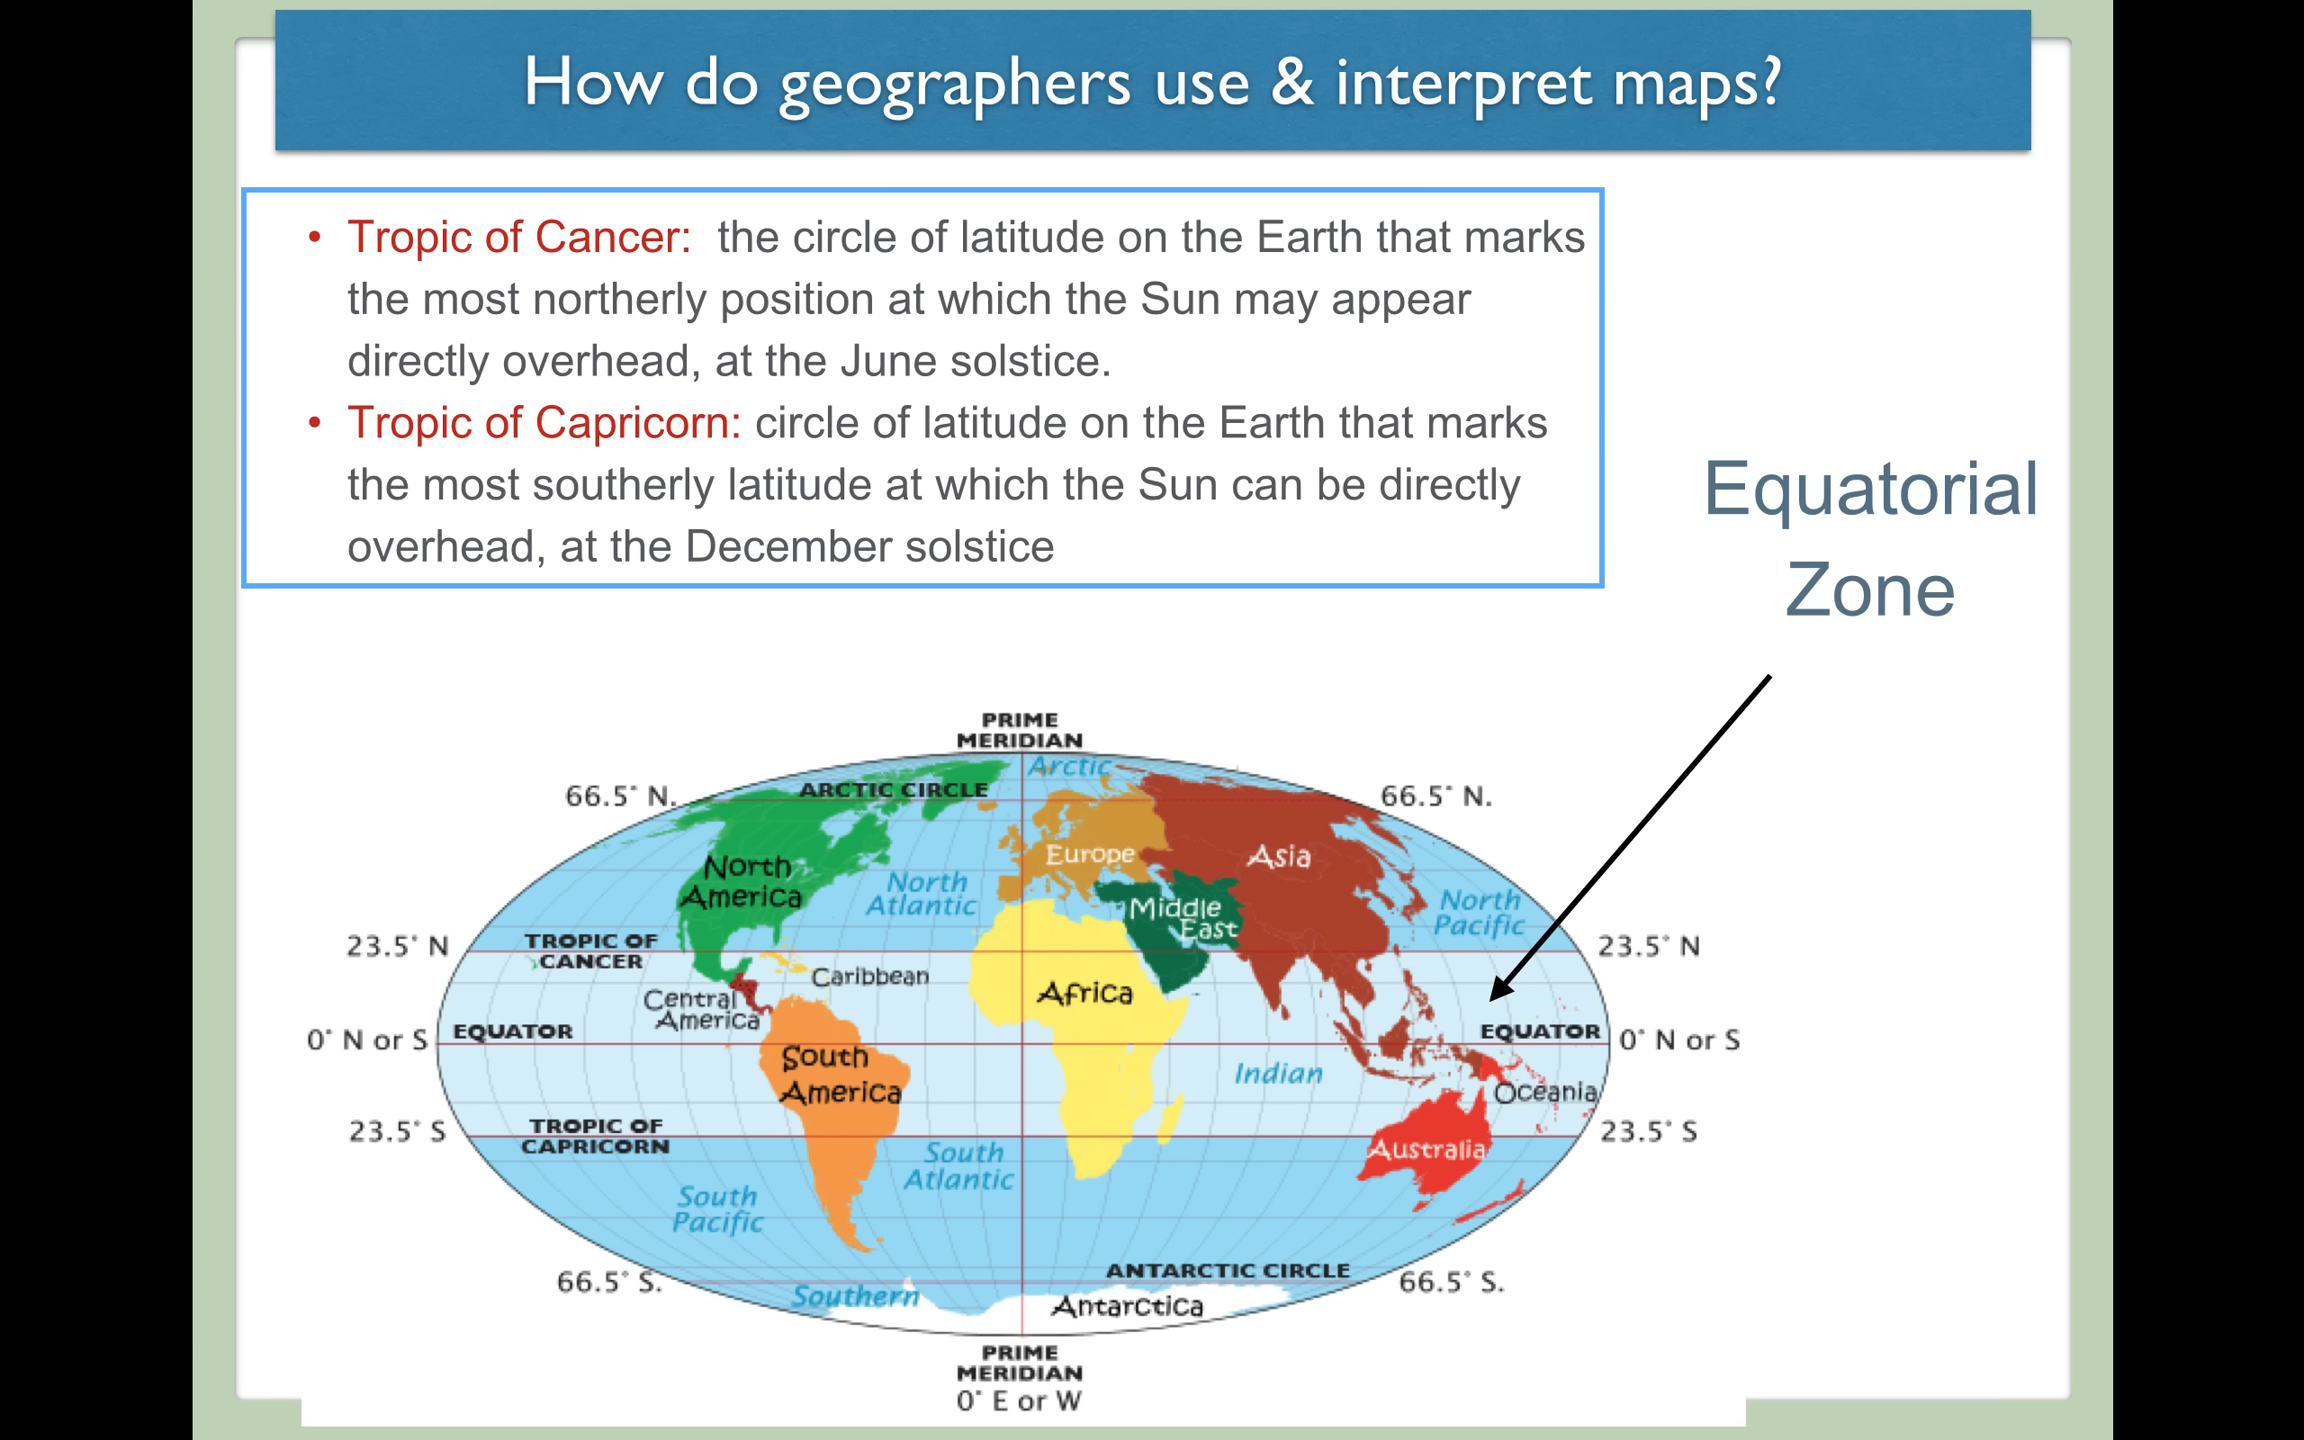 How do geographers use & interpret maps?
• Tropic of Cancer: the circle of latitude on the Earth that marks
the most northerly position at which the Sun may appear
directly overhead, at the June solstice.
• Tropic of Capricorn: circle of latitude on the Earth that marks
the most southerly latitude at which the Sun can be directly
overhead, at the December solstice
Equatorial
Zone
PRIME
MERIDIAN
Arctic
66.5° N.
ARCTIC CIRCLE
66.5° N.
North
America
North
Atlantic
Europe
Asia
Middle
East
North
Pacific
23.5° N
TROPIC OF
CANCER
23.5° N
Caribbean
Central
America
Africa
0° N or S
EQUATOR
EQUATOR
0° N or S
South
America
Indian
Oceania
23.5° S
TROPIC OF
CAPRICORN
23.5° S
South
Atlantic
Australia
South
Pacific
66.5° S.
ANTARCTIC CIRCLE
66.5° S.
Southern
Antarctica
PRIME
MERIDIAN
0° E or W